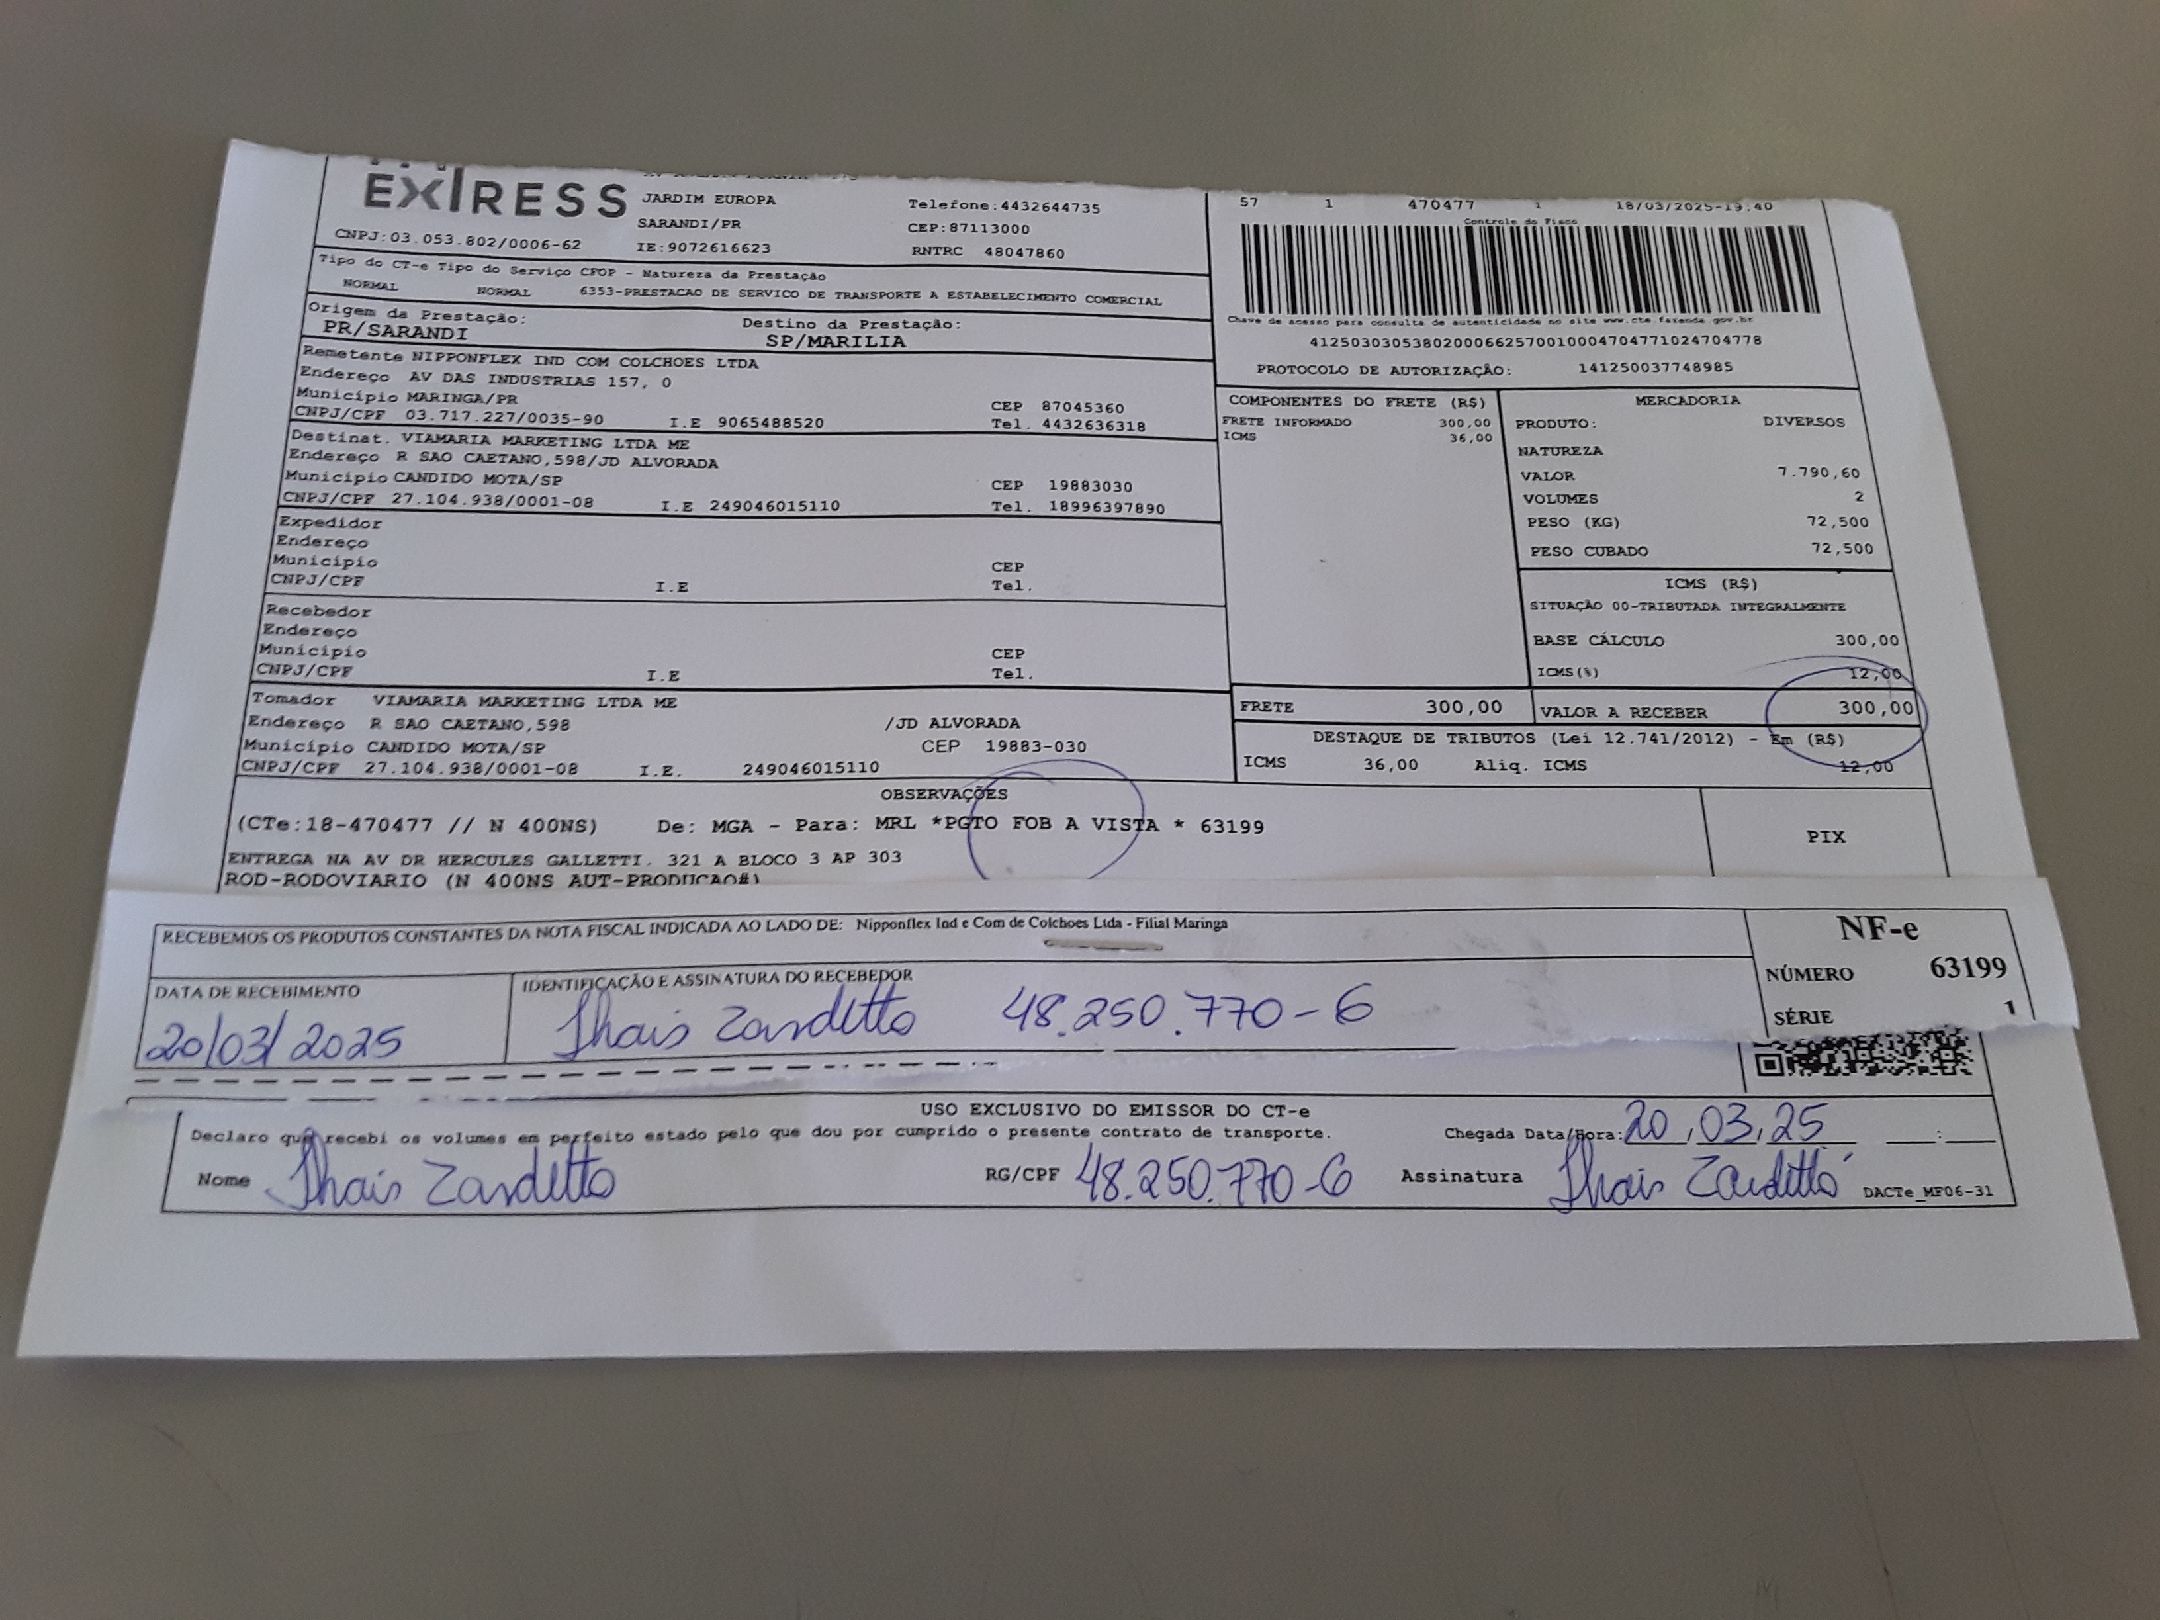 EXIRESS
JARDIM EUROPA
Telefone:4432644735
SARANDI/PR
CEP:87113000
CNPJ:03.053.802/0006-62
IE:9072616623
RNTRC 48047860
57 1 470477 1 18/03/2025-19:40
Controle do Fisco
Tipo do CT-e Tipo do Serviço CFOP - Natureza da Prestação
NORMAL NORMAL 6353-PRESTACAO DE SERVICO DE TRANSPORTE A ESTABELECIMENTO COMERCIAL
Origem da Prestação: Destino da Prestação:
PR/SARANDI SP/MARILIA
Chave de acesso para consulta de autenticidade no site www.cte.fazenda.gov.br
41250303053802000662570010004704771024704778
PROTOCOLO DE AUTORIZAÇÃO: 141250037748985
Remetente NIPPONFLEX IND COM COLCHOES LTDA
Endereço AV DAS INDUSTRIAS 157, 0
Município MARINGA/PR CEP 87045360
CNPJ/CPF 03.717.227/0035-90 I.E 9065488520 Tel. 4432636318
Destinat. VIAMARIA MARKETING LTDA ME
Endereço R SAO CAETANO,598/JD ALVORADA
Município CANDIDO MOTA/SP CEP 19883030
CNPJ/CPF 27.104.938/0001-08 I.E 249046015110 Tel. 18996397890
Expedidor
Endereço
Município CEP
CNPJ/CPF I.E Tel.
Recebedor
Endereço
Município CEP
CNPJ/CPF I.E Tel.
Tomador VIAMARIA MARKETING LTDA ME
Endereço R SAO CAETANO,598 /JD ALVORADA
Município CANDIDO MOTA/SP CEP 19883-030
CNPJ/CPF 27.104.938/0001-08 I.E. 249046015110
COMPONENTES DO FRETE (R$)
FRETE INFORMADO 300,00
ICMS 36,00
MERCADORIA
PRODUTO: DIVERSOS
NATUREZA
VALOR 7.790,60
VOLUMES 2
PESO (KG) 72,500
PESO CUBADO 72,500
ICMS (R$)
SITUAÇÃO 00-TRIBUTADA INTEGRALMENTE
BASE CÁLCULO 300,00
ICMS(%) 12,00
FRETE 300,00 VALOR A RECEBER 300,00
DESTAQUE DE TRIBUTOS (Lei 12.741/2012) - Em (R$)
ICMS 36,00 Aliq. ICMS 12,00
OBSERVAÇÕES
(CTe:18-470477 // N 400NS) De: MGA - Para: MRL *PGTO FOB A VISTA * 63199
PIX
ENTREGA NA AV DR HERCULES GALLETTI. 321 A BLOCO 3 AP 303
ROD-RODOVIARIO (N 400NS AUT-PRODUCAO#)
RECEBEMOS OS PRODUTOS CONSTANTES DA NOTA FISCAL INDICADA AO LADO DE: Nipponflex Ind e Com de Colchoes Ltda - Filial Maringa
NF-e
NÚMERO 63199
SÉRIE 1
DATA DE RECEBIMENTO IDENTIFICAÇÃO E ASSINATURA DO RECEBEDOR
20/03/2025 Thais Zanditto 48.250.770-6
USO EXCLUSIVO DO EMISSOR DO CT-e
Declaro que recebi os volumes em perfeito estado pelo que dou por cumprido o presente contrato de transporte. Chegada Data/Hora: 20,03,25 :
Nome Thais Zanditto RG/CPF 48.250.770-6 Assinatura Thais Zanditto DACTe_MF06-31